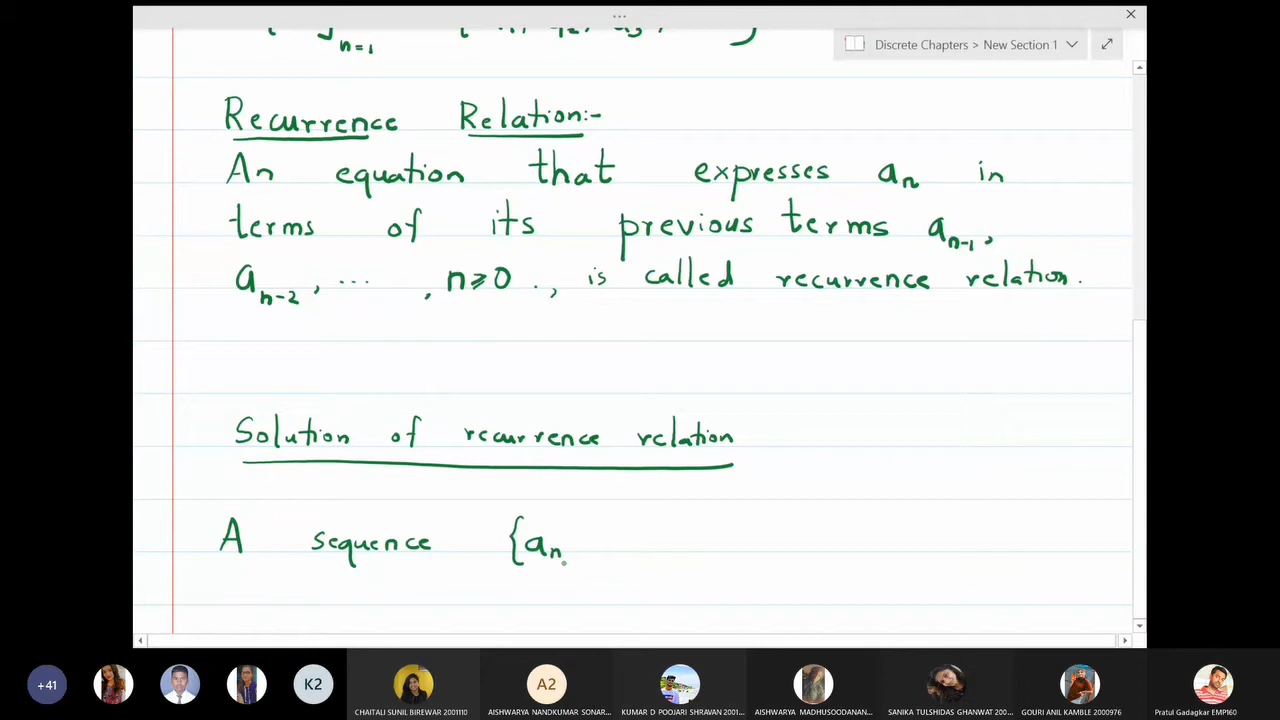 n=1
Discrete Chapters > New Section 1
Recurrence Relation:-
An equation that expresses aₙ in
terms of its previous terms aₙ₋₁,
aₙ₋₂, ... , n⩾0 ., is called recurrence relation.
Solution of recurrence relation
A sequence {aₙ
+41
K2
CHAITALI SUNIL BIREWAR 2001110
A2
AISHWARYA NANDKUMAR SONAR...
KUMAR D POOJARI SHRAVAN 2001...
AISHWARYA MADHUSOODANAN...
SANIKA TULSHIDAS GHANWAT 200...
GOURI ANIL KAMBLE 2000976
Pratul Gadagkar EMP160